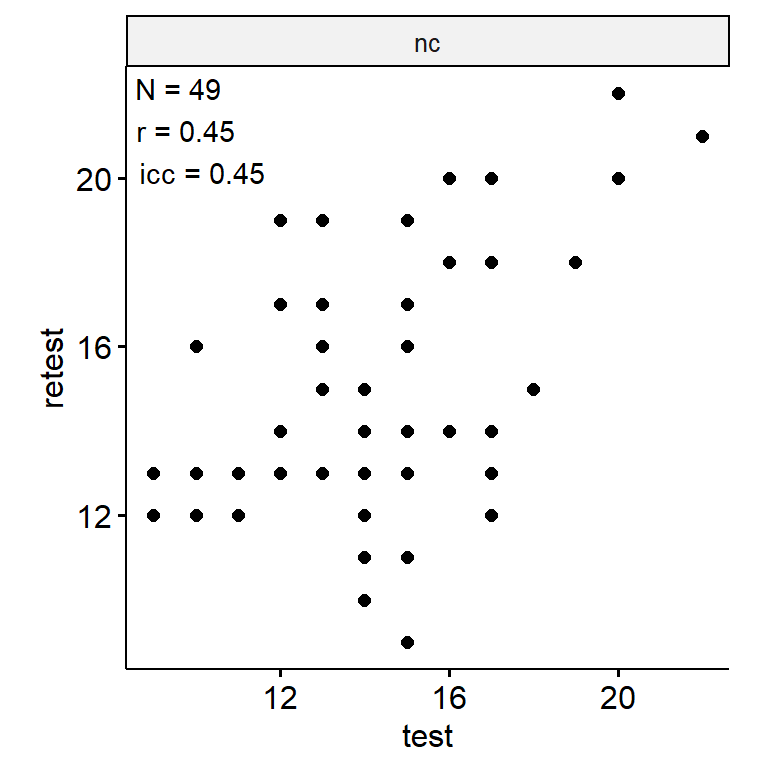 nc
N = 49
r = 0.45
icc = 0.45
20
16
12
retest
12 16 20
test